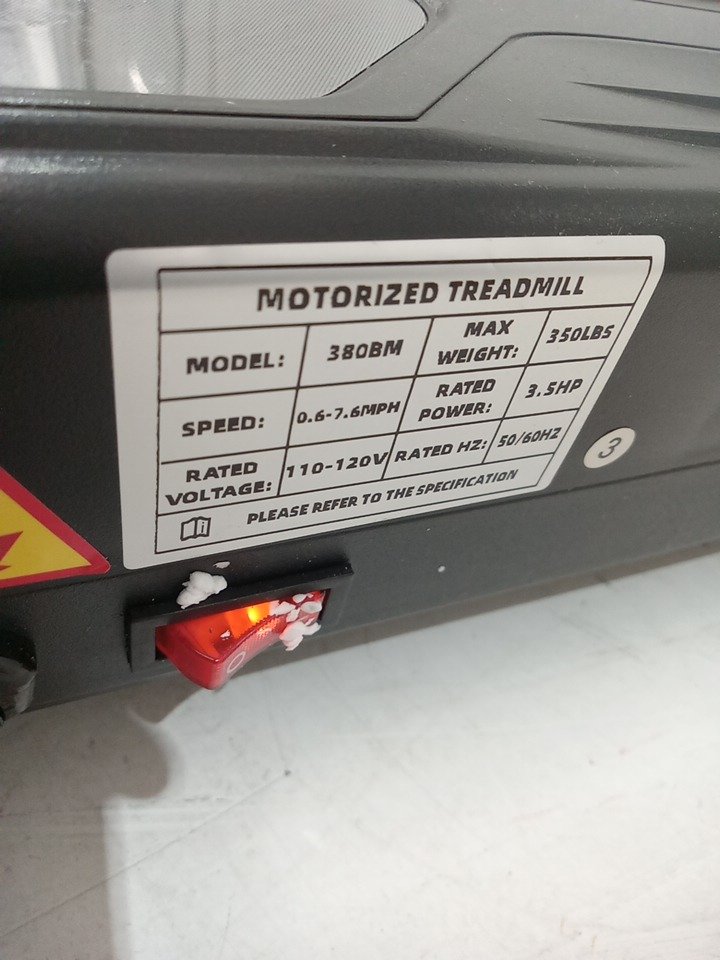 MOTORIZED TREADMILL
MODEL: 380BM MAX WEIGHT: 350LBS
SPEED: 0.6-7.6MPH RATED POWER: 3.5HP
RATED VOLTAGE: 110-120V RATED HZ: 50/60HZ
PLEASE REFER TO THE SPECIFICATION
3
O